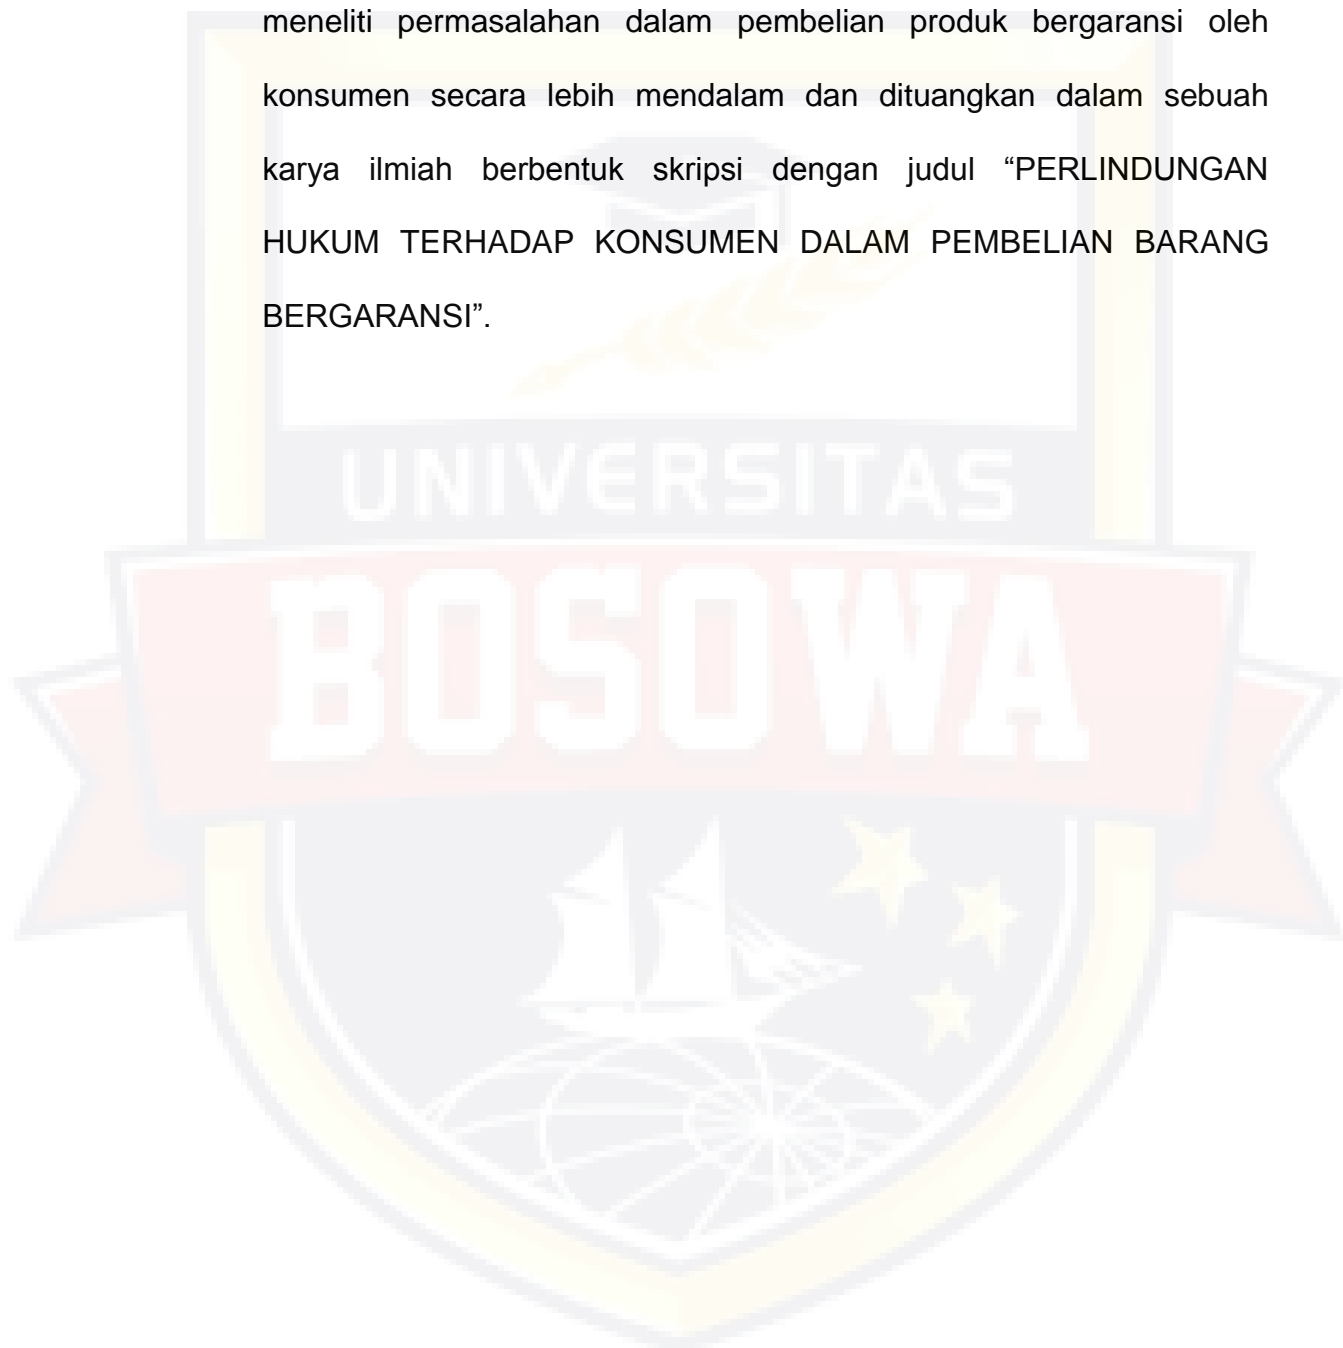 meneliti permasalahan dalam pembelian produk bergaransi oleh
konsumen secara lebih mendalam dan dituangkan dalam sebuah
karya ilmiah berbentuk skripsi dengan judul “PERLINDUNGAN
HUKUM TERHADAP KONSUMEN DALAM PEMBELIAN BARANG
BERGARANSI”.
UNIVERSITAS
BOSOWA